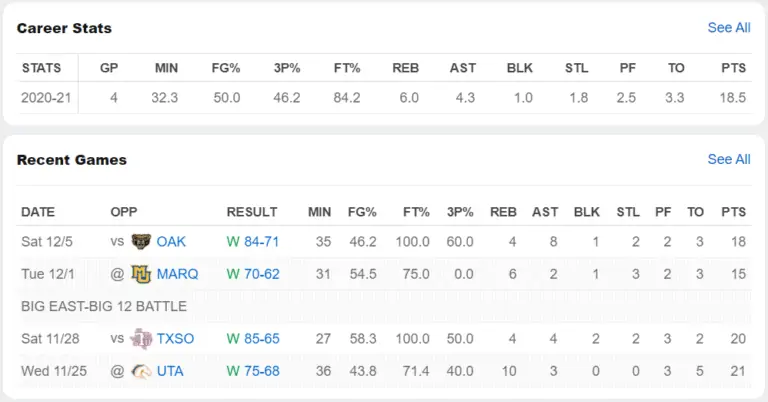 Career Stats See All
STATS GP MIN FG% 3P% FT% REB AST BLK STL PF TO PTS
2020-21 4 32.3 50.0 46.2 84.2 6.0 4.3 1.0 1.8 2.5 3.3 18.5
Recent Games See All
DATE OPP RESULT MIN FG% FT% 3P% REB AST BLK STL PF TO PTS
Sat 12/5 vs OAK W 84-71 35 46.2 100.0 60.0 4 8 1 2 2 3 18
Tue 12/1 @ MARQ W 70-62 31 54.5 75.0 0.0 6 2 1 3 2 3 15
BIG EAST-BIG 12 BATTLE
Sat 11/28 vs TXSO W 85-65 27 58.3 100.0 50.0 4 4 2 2 3 2 20
Wed 11/25 @ UTA W 75-68 36 43.8 71.4 40.0 10 3 0 0 3 5 21